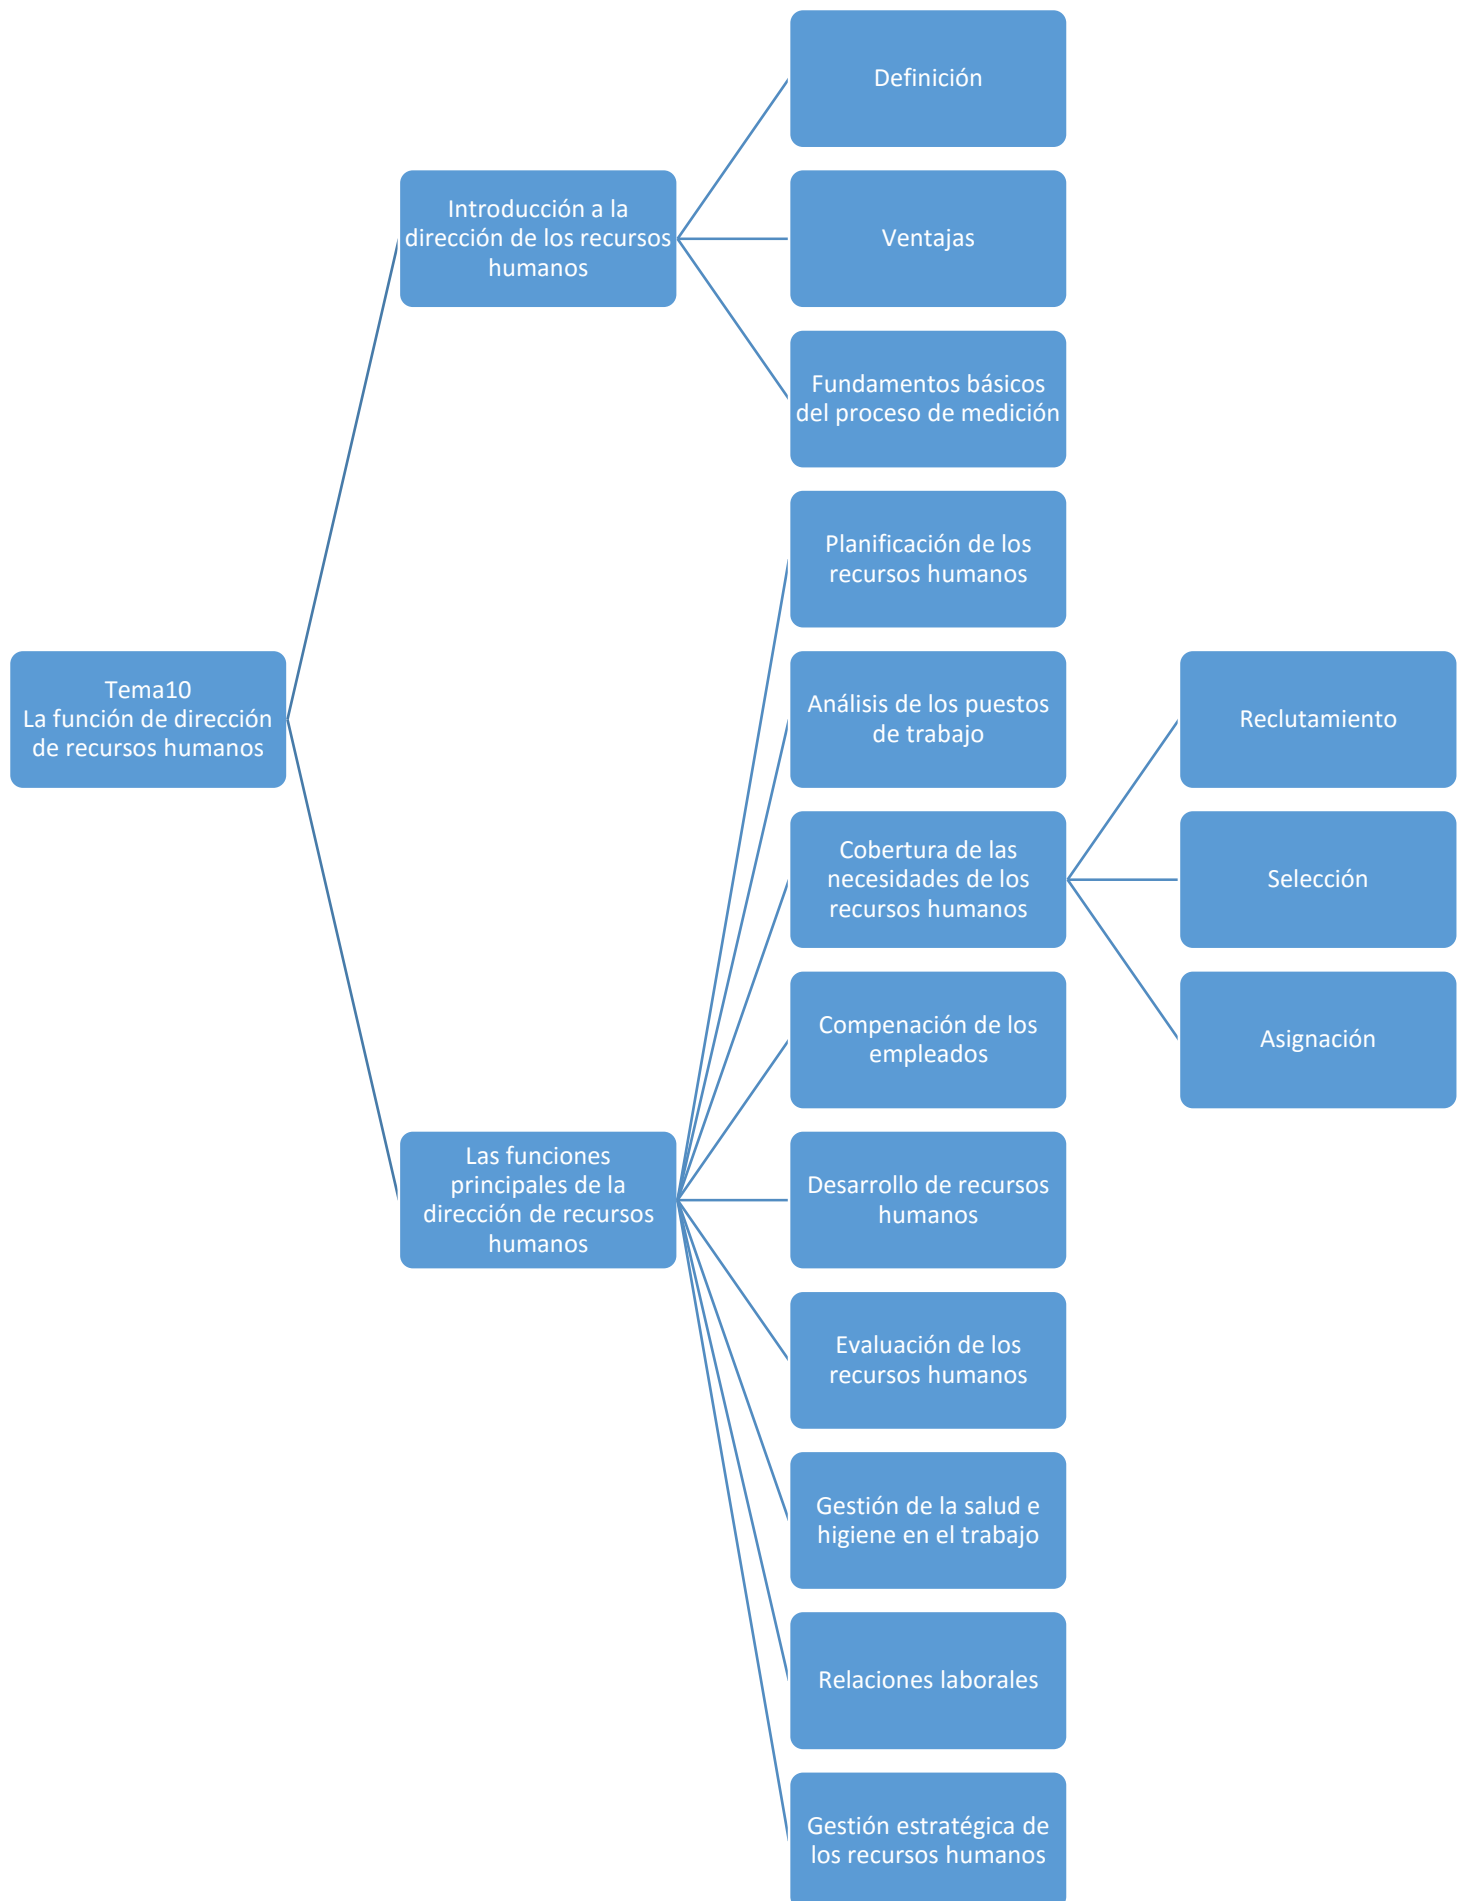 Tema10
La función de dirección
de recursos humanos
Introducción a la
dirección de los recursos
humanos
Definición
Ventajas
Fundamentos básicos
del proceso de medición
Las funciones
principales de la
dirección de recursos
humanos
Planificación de los
recursos humanos
Análisis de los puestos
de trabajo
Cobertura de las
necesidades de los
recursos humanos
Reclutamiento
Selección
Asignación
Compenación de los
empleados
Desarrollo de recursos
humanos
Evaluación de los
recursos humanos
Gestión de la salud e
higiene en el trabajo
Relaciones laborales
Gestión estratégica de
los recursos humanos